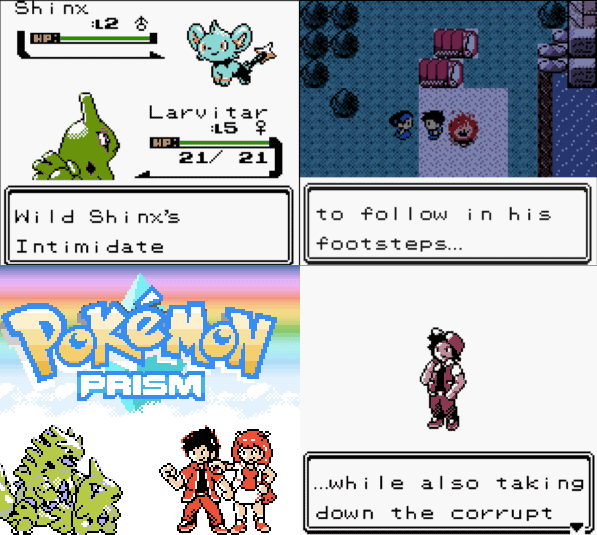 Shinx
:L2 ♂
HP:
Larvitar
:L5 ♀
HP:
21/ 21
Wild Shinx's
Intimidate
to follow in his
footsteps...
POKéMON
PRISM
...while also taking
down the corrupt